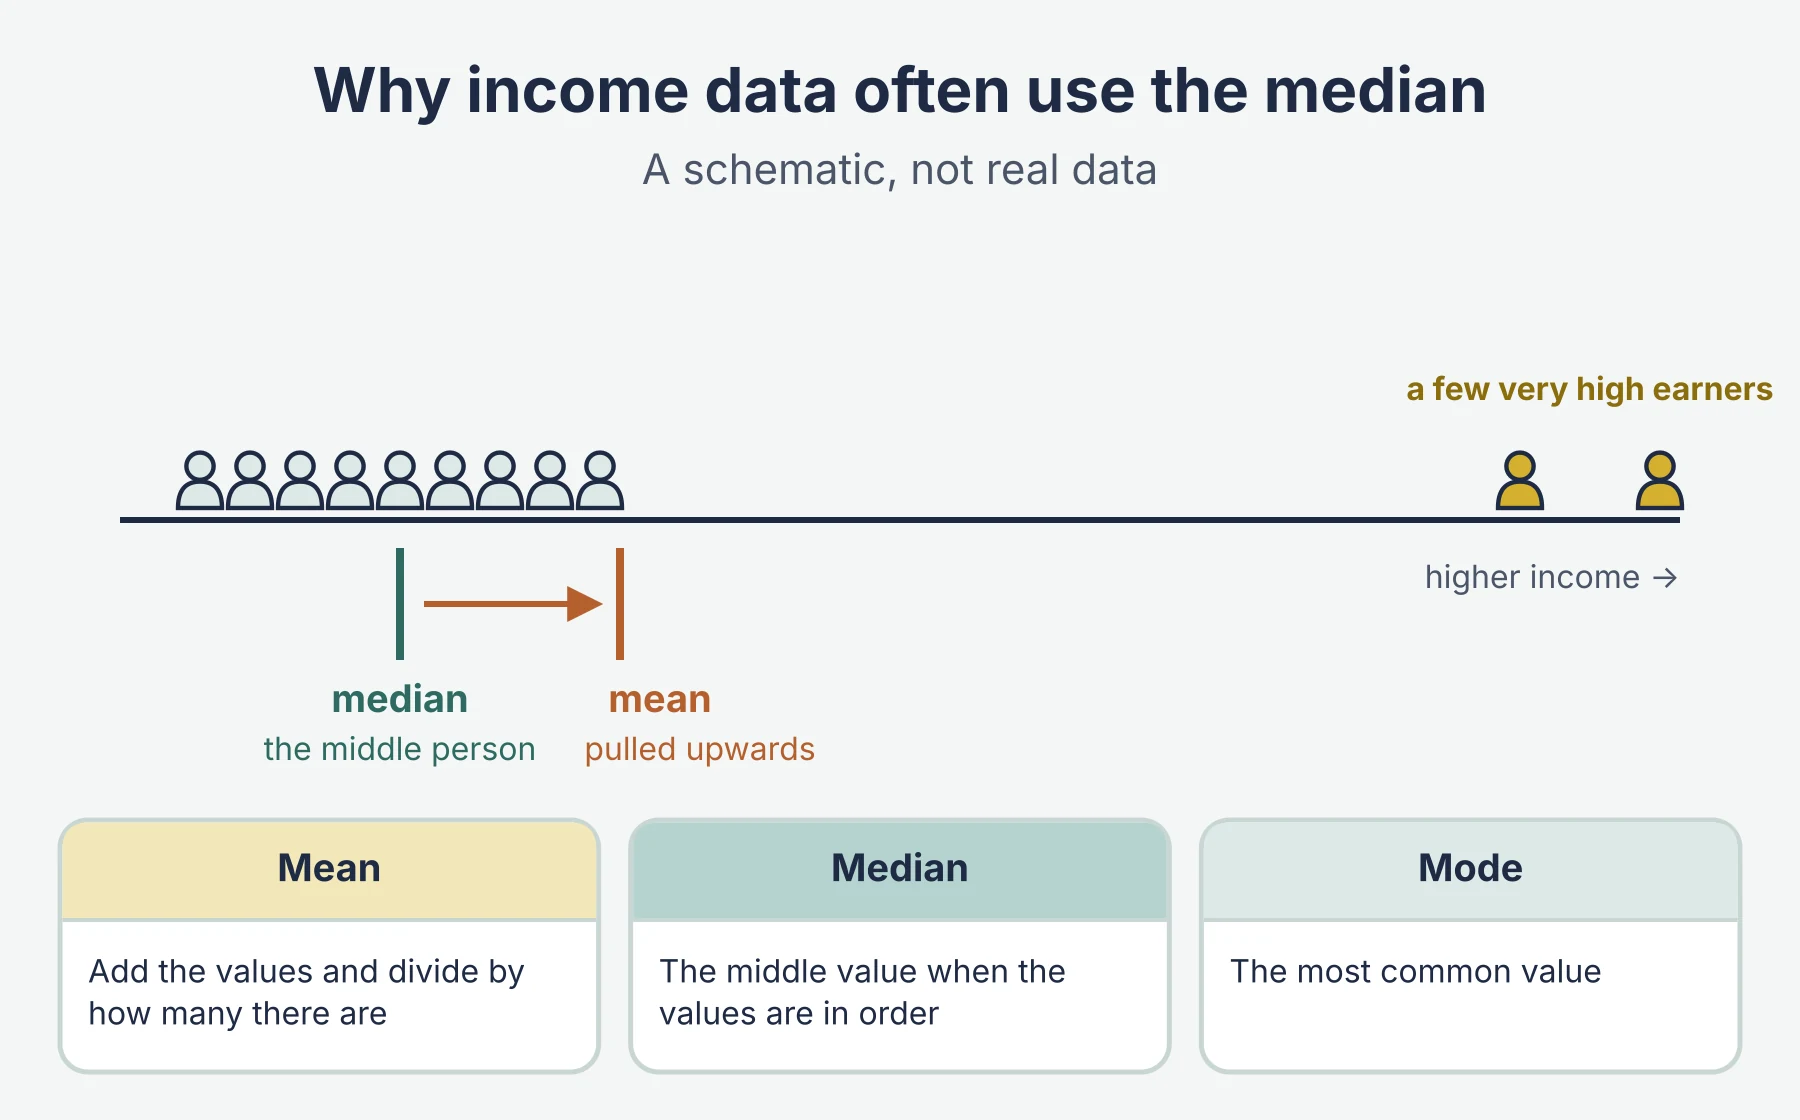 Why income data often use the median
A schematic, not real data
a few very high earners
higher income →
median
the middle person
mean
pulled upwards
Mean
Add the values and divide by
how many there are
Median
The middle value when the
values are in order
Mode
The most common value